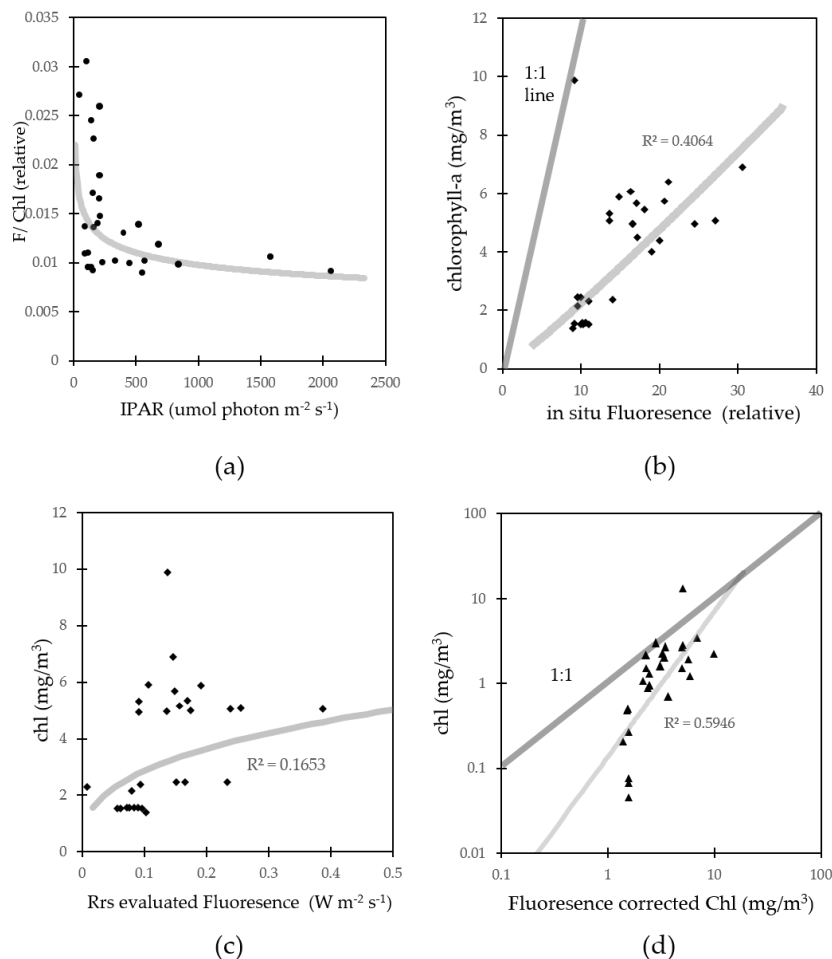 0.035
0.03
0.025
0.02
0.015
0.01
0.005
0
F/ Chl (relative)
0 500 1000 1500 2000 2500
IPAR (umol photon m⁻² s⁻¹)
(a)
12
10
8
6
4
2
0
chlorophyll-a (mg/m³)
1:1
line
R² = 0.4064
0 10 20 30 40
in situ Fluoresence (relative)
(b)
12
10
8
6
4
2
0
chl (mg/m³)
R² = 0.1653
0 0.1 0.2 0.3 0.4 0.5
Rrs evaluated Fluoresence (W m⁻² s⁻¹)
(c)
100
10
1
0.1
0.01
chl (mg/m³)
1:1
R² = 0.5946
0.1 1 10 100
Fluoresence corrected Chl (mg/m³)
(d)